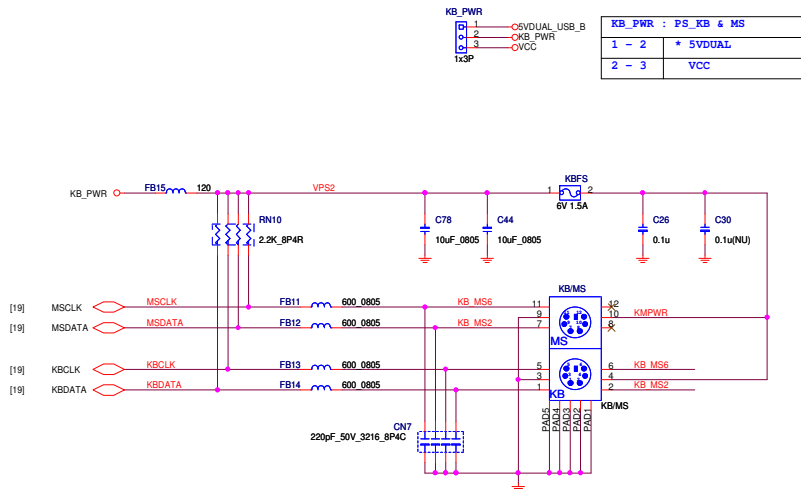 KB_PWR
1
2
3
5VDUAL_USB_B
KB_PWR
VCC
1x3P
KB_PWR : PS_KB & MS
1 - 2 * 5VDUAL
2 - 3 VCC
KB_PWR FB15 120 VPS2 1 KBFS 2
6V 1.5A
RN10
2.2K_8P4R
C78
10uF_0805
C44
10uF_0805
C26
0.1u
C30
0.1u(NU)
KB/MS
[19] MSCLK MSCLK FB11 600_0805 KB_MS6 11 12
9 10 KMPWR
[19] MSDATA MSDATA FB12 600_0805 KB_MS2 7 8
MS
[19] KBCLK KBCLK FB13 600_0805 5 6 KB_MS6
3 4
[19] KBDATA KBDATA FB14 600_0805 1 2 KB_MS2
KB
KB/MS
PAD5
PAD4
PAD3
PAD2
PAD1
CN7
220pF_50V_3216_8P4C